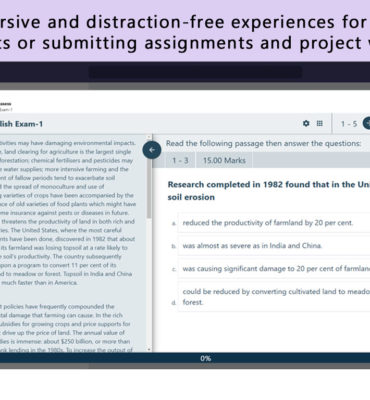 rsive and distraction-free experiences for
ts or submitting assignments and project
lish Exam-1
1 - 5
tivities may have damaging environmental impacts.
, land clearing for agriculture is the largest single
forestation; chemical fertilisers and pesticides may
e water supplies; more intensive farming and the
nt of fallow periods tend to exacerbate soil
d the spread of monoculture and use of
g varieties of crops have been accompanied by the
nce of old varieties of food plants which might have
me insurance against pests or diseases in future.
threatens the productivity of land in both rich and
ies. The United States, where the most careful
nts have been done, discovered in 1982 that about
its farmland was losing topsoil at a rate likely to
e soil's productivity. The country subsequently
upon a program to convert 11 per cent of its
nd to meadow or forest. Topsoil in India and China
much faster than in America.
t policies have frequently compounded the
tal damage that farming can cause. In the rich
ubsidies for growing crops and price supports for
drive up the price of land. The annual value of
dies is immense: about $250 billion, or more than
nk lending in the 1980s. To increase the output of
Read the following passage then answer the questions:
1 - 3 15.00 Marks
Research completed in 1982 found that in the Uni
soil erosion
a. reduced the productivity of farmland by 20 per cent.
b. was almost as severe as in India and China.
c. was causing significant damage to 20 per cent of farmlan
could be reduced by converting cultivated land to meado
d. forest.
0%